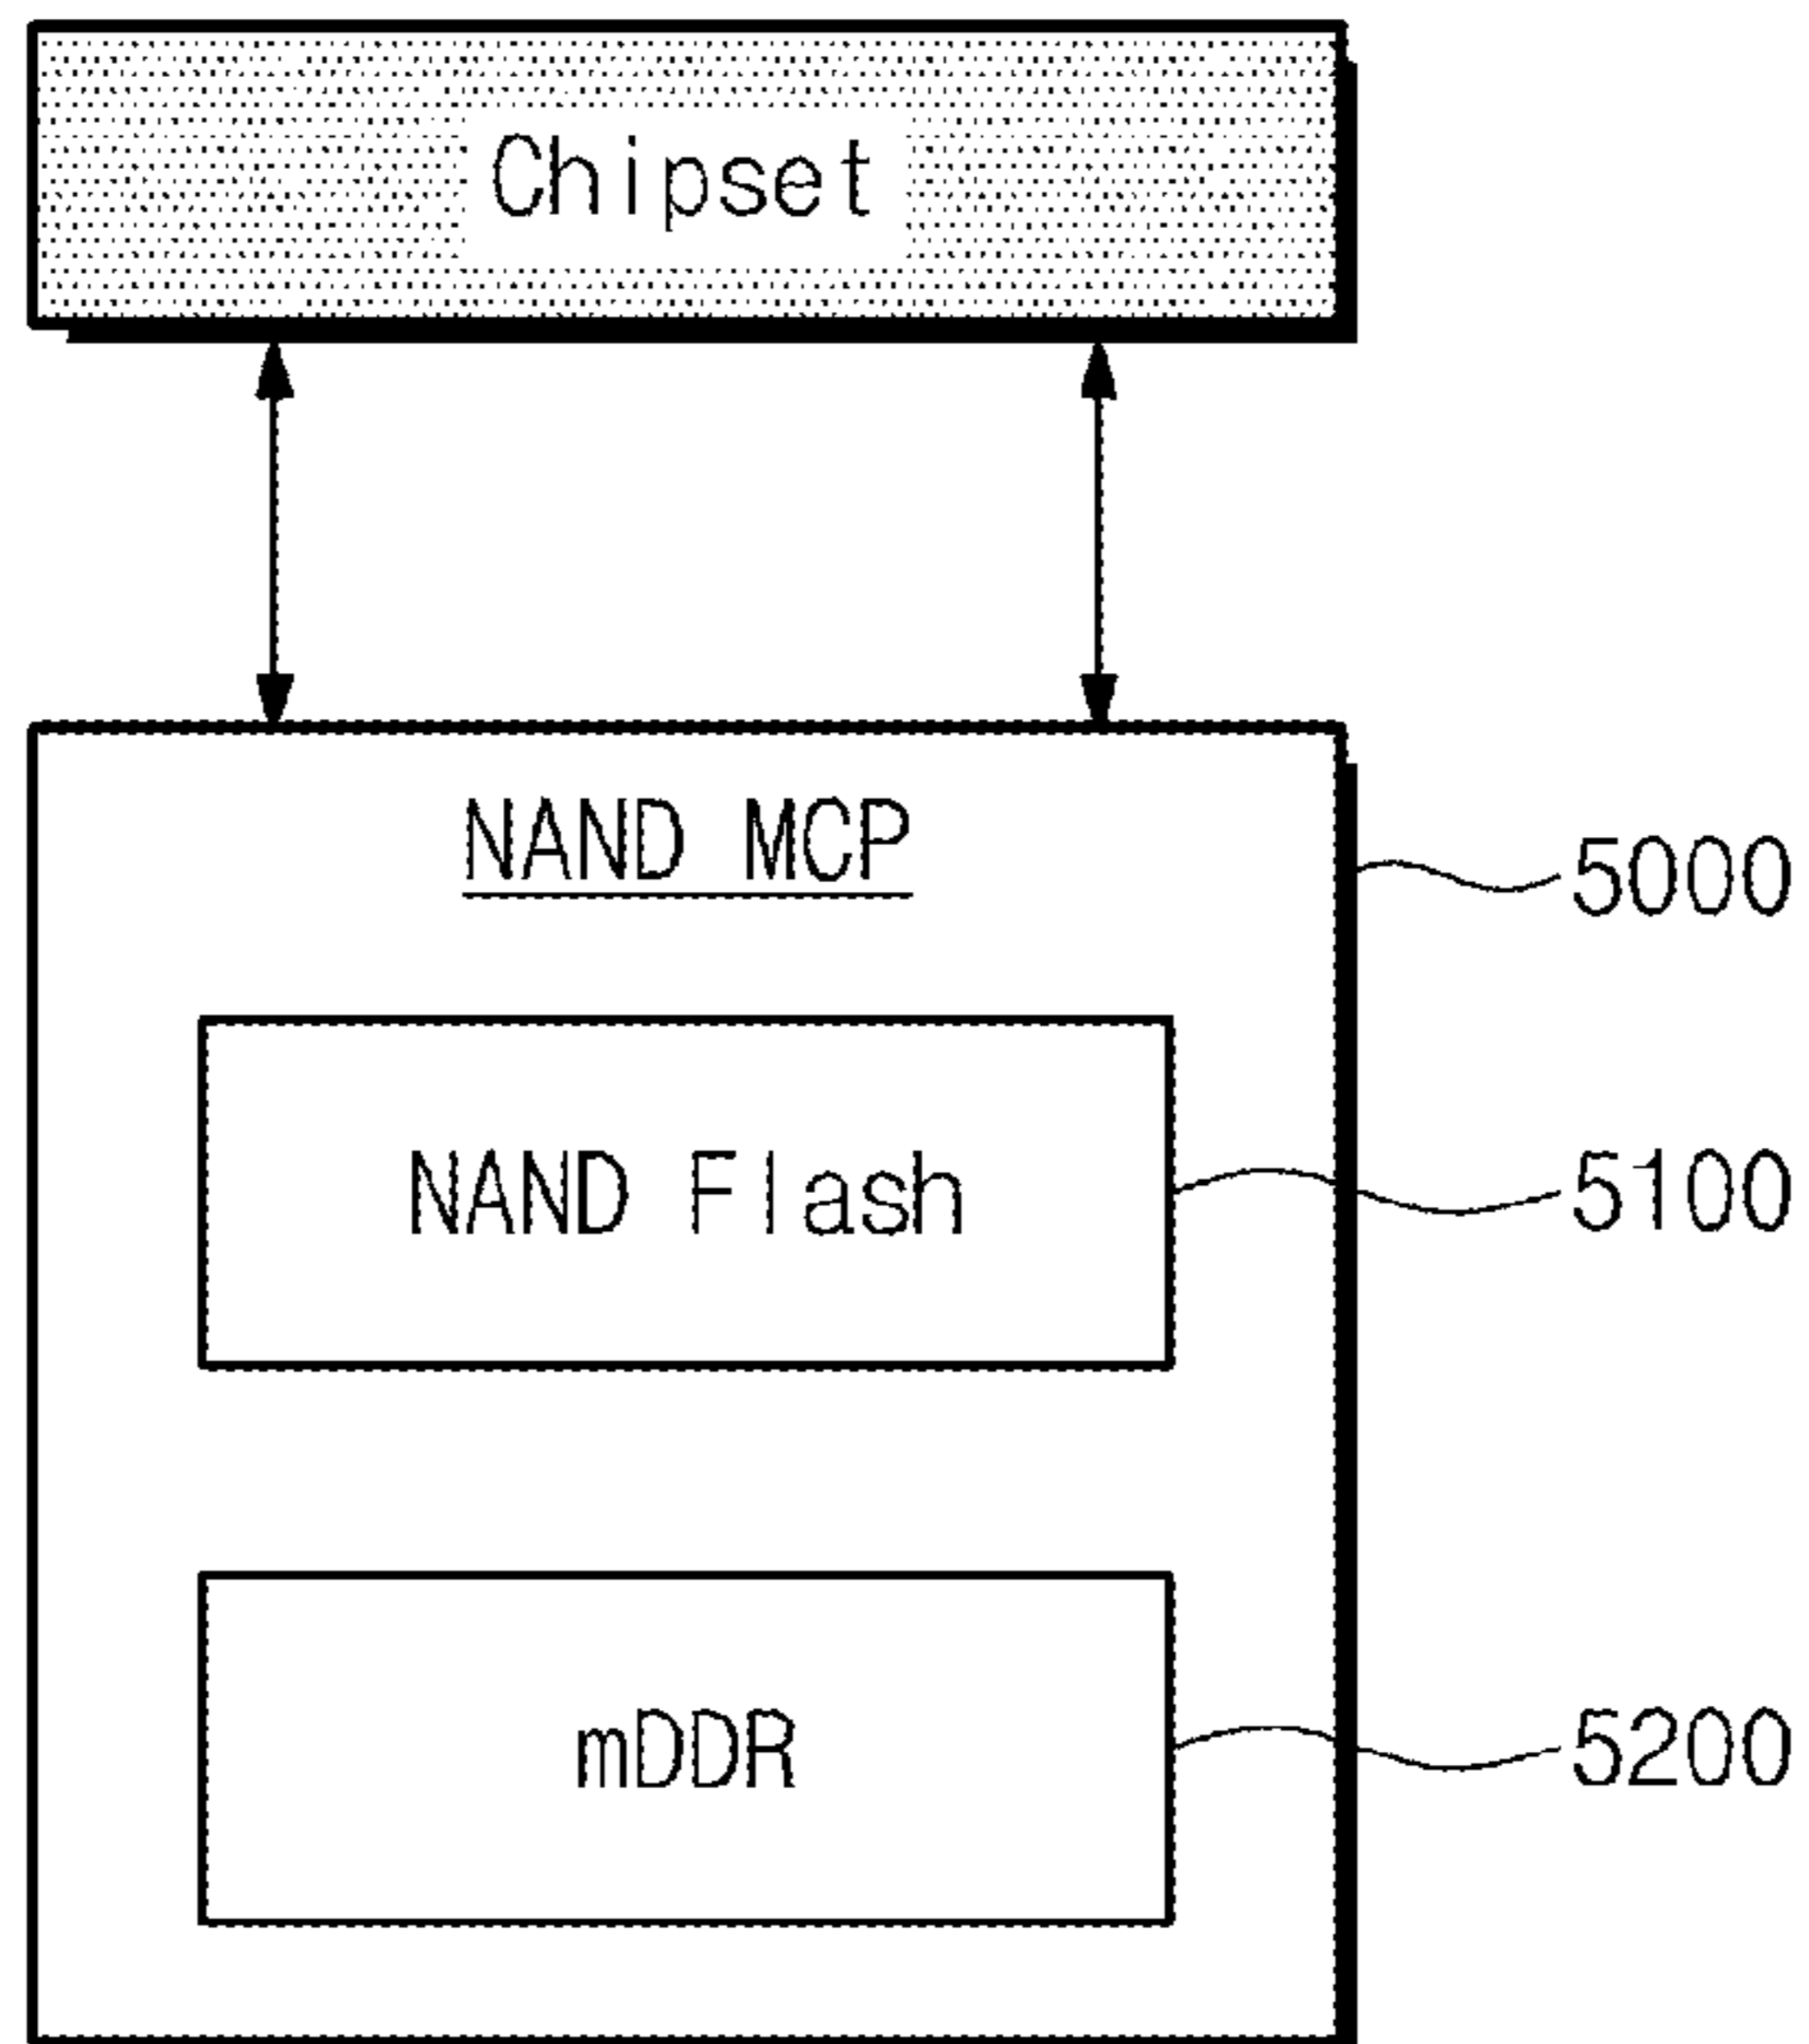 Chipset
NAND MCP
5000
NAND Flash
5100
mDDR
5200